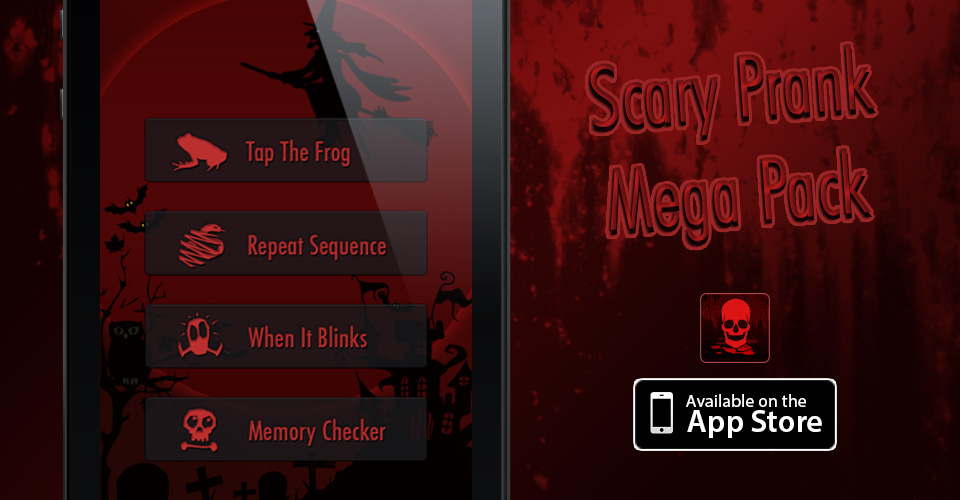 Tap The Frog
Repeat Sequence
When It Blinks
Memory Checker
Scary Prank
Mega Pack
Available on the
App Store